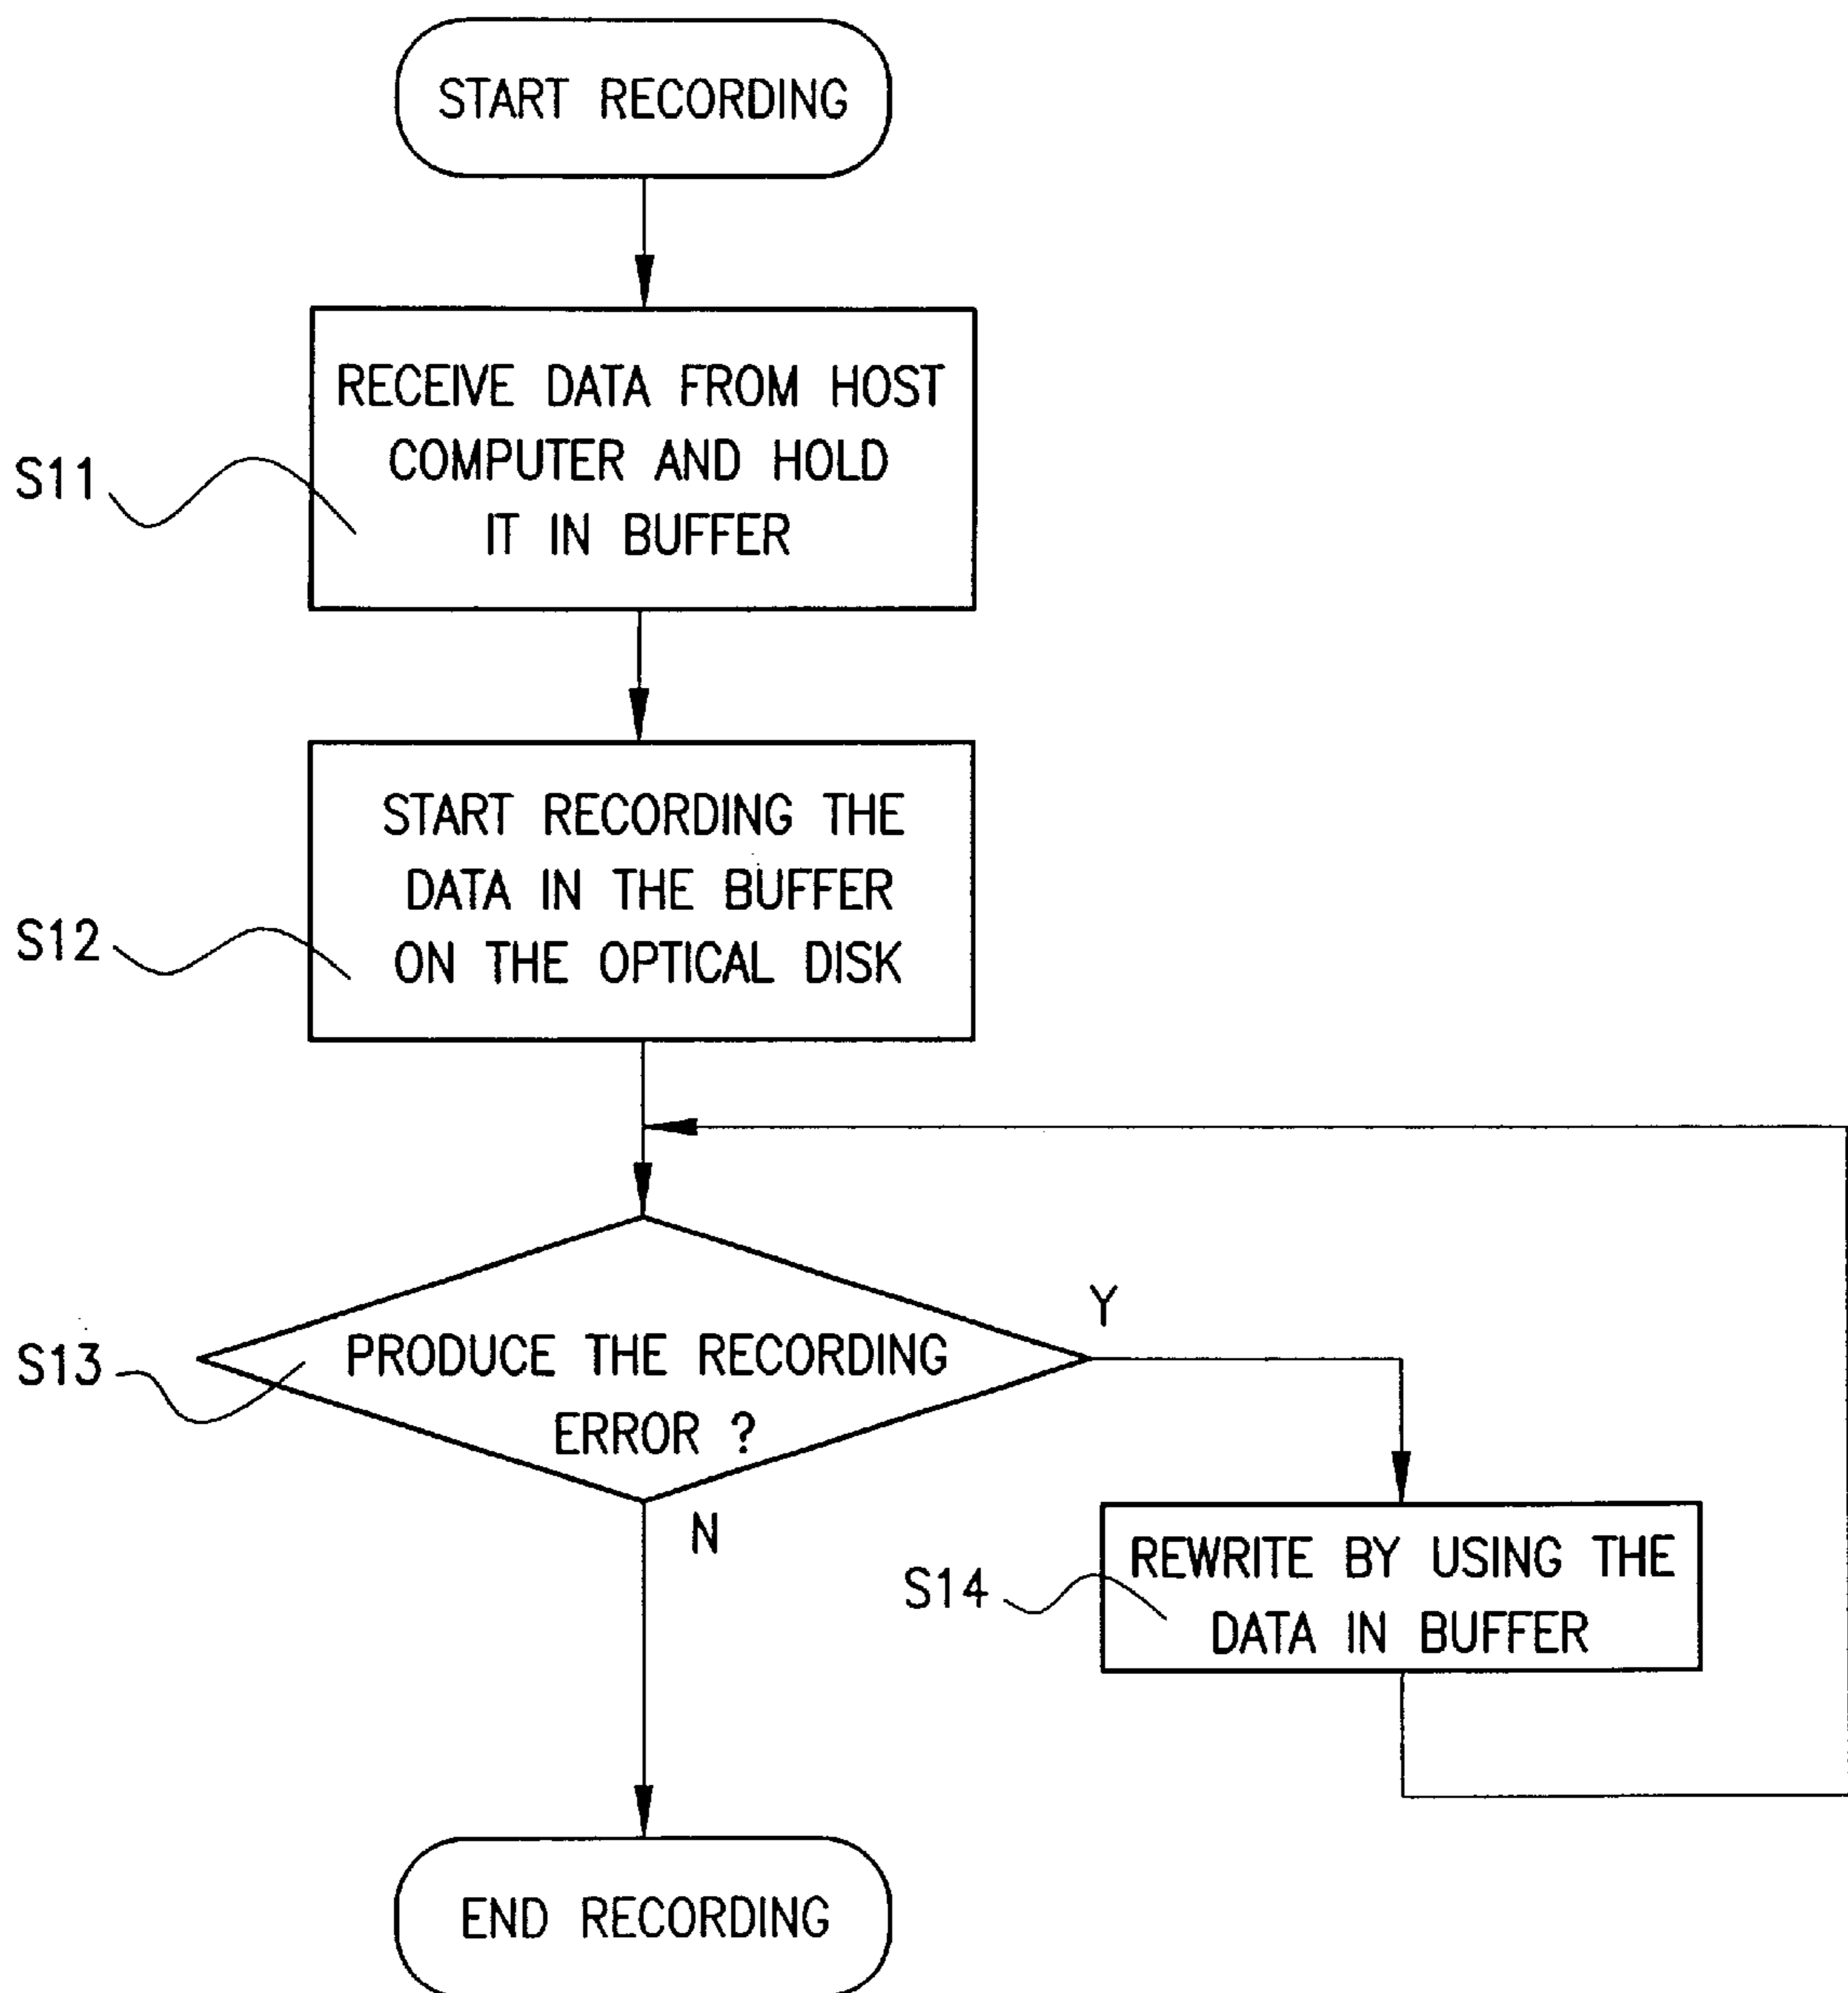 START RECORDING
RECEIVE DATA FROM HOST
COMPUTER AND HOLD
IT IN BUFFER
S11
START RECORDING THE
DATA IN THE BUFFER
ON THE OPTICAL DISK
S12
Y
S13
PRODUCE THE RECORDING
ERROR ?
N
S14
REWRITE BY USING THE
DATA IN BUFFER
END RECORDING